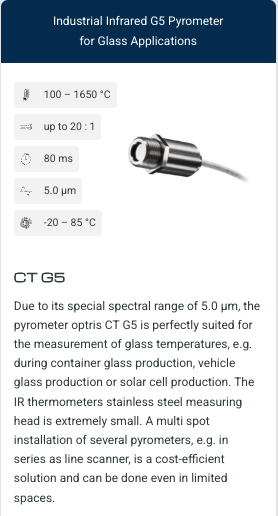 Industrial Infrared G5 Pyrometer
for Glass Applications
100 – 1650 °C
up to 20 : 1
80 ms
5.0 µm
-20 – 85 °C
CT G5
Due to its special spectral range of 5.0 µm, the
pyrometer optris CT G5 is perfectly suited for
the measurement of glass temperatures, e.g.
during container glass production, vehicle
glass production or solar cell production. The
IR thermometers stainless steel measuring
head is extremely small. A multi spot
installation of several pyrometers, e.g. in
series as line scanner, is a cost-efficient
solution and can be done even in limited
spaces.